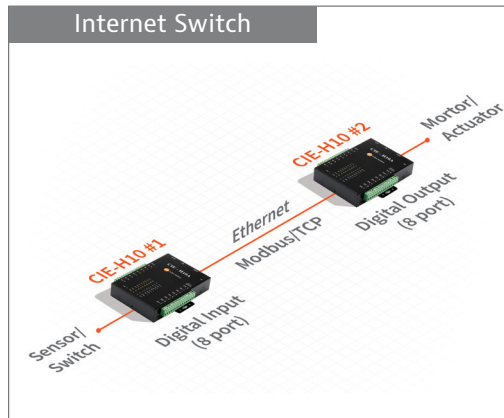 Internet Switch
CIE-H10 #2
Mortor/
Actuator
Ethernet
Modbus/TCP
Digital Output
(8 port)
CIE-H10 #1
Sensor/
Switch
Digital Input
(8 port)